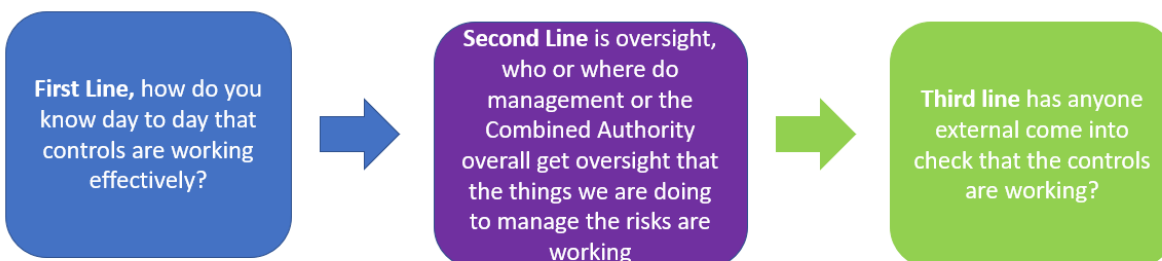 First Line, how do you
know day to day that
controls are working
effectively?
Second Line is oversight,
who or where do
management or the
Combined Authority
overall get oversight that
the things we are doing
to manage the risks are
working
Third line has anyone
external come into
check that the controls
are working?